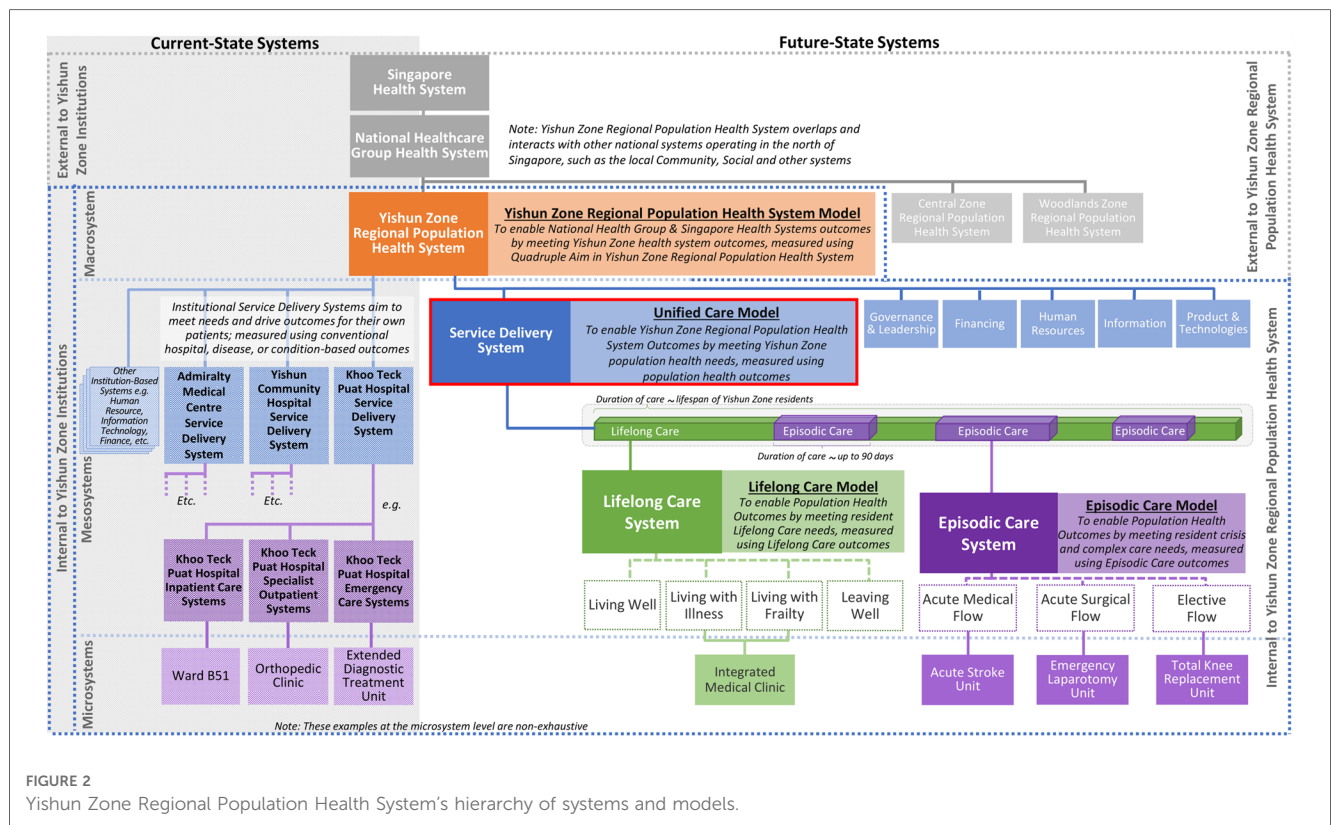 Current-State Systems
Future-State Systems
External to Yishun
Zone Institutions
Singapore
Health System
National Healthcare
Group Health System
Note: Yishun Zone Regional Population Health System overlaps and
interacts with other national systems operating in the north of
Singapore, such as the local Community, Social and other systems
External to Yishun Zone Regional
Population Health System
Internal to Yishun Zone Institutions
Macrosystem
Yishun Zone
Regional Population
Health System
Yishun Zone Regional Population Health System Model
To enable National Health Group & Singapore Health Systems outcomes
by meeting Yishun Zone health system outcomes, measured using
Quadruple Aim in Yishun Zone Regional Population Health System
Central Zone
Regional Population
Health System
Woodlands Zone
Regional Population
Health System
Mesosystems
Institutional Service Delivery Systems aim to
meet needs and drive outcomes for their own
patients; measured using conventional
hospital, disease, or condition-based outcomes
Service Delivery
System
Unified Care Model
To enable Yishun Zone Regional Population Health
System Outcomes by meeting Yishun Zone
population health needs, measured using
population health outcomes
Governance
& Leadership
Financing
Human
Resources
Information
Product &
Technologies
Internal to Yishun Zone Regional Population Health System
Other
Institution-Based
Systems e.g.
Human
Resource,
Information
Technology,
Finance, etc.
Admiralty
Medical
Centre
Service
Delivery
System
Yishun
Community
Hospital
Service
Delivery
System
Khoo Teck
Puat Hospital
Service
Delivery
System
Etc.
Etc.
e.g.
Duration of care ~ lifespan of Yishun Zone residents
Lifelong Care
Episodic Care
Episodic Care
Episodic Care
Duration of care ~ up to 90 days
Lifelong Care
System
Lifelong Care Model
To enable Population Health
Outcomes by meeting resident
Lifelong Care needs, measured
using Lifelong Care outcomes
Episodic Care
System
Episodic Care Model
To enable Population Health
Outcomes by meeting resident crisis
and complex care needs, measured
using Episodic Care outcomes
Khoo Teck
Puat Hospital
Inpatient Care
Systems
Khoo Teck
Puat Hospital
Specialist
Outpatient
Systems
Khoo Teck
Puat Hospital
Emergency
Care Systems
Living Well
Living with
Illness
Living with
Frailty
Leaving
Well
Acute Medical
Flow
Acute Surgical
Flow
Elective
Flow
Microsystems
Ward B51
Orthopedic
Clinic
Extended
Diagnostic
Treatment
Unit
Integrated
Medical Clinic
Acute Stroke
Unit
Emergency
Laparotomy
Unit
Total Knee
Replacement
Unit
Note: These examples at the microsystem level are non-exhaustive
FIGURE 2
Yishun Zone Regional Population Health System's hierarchy of systems and models.